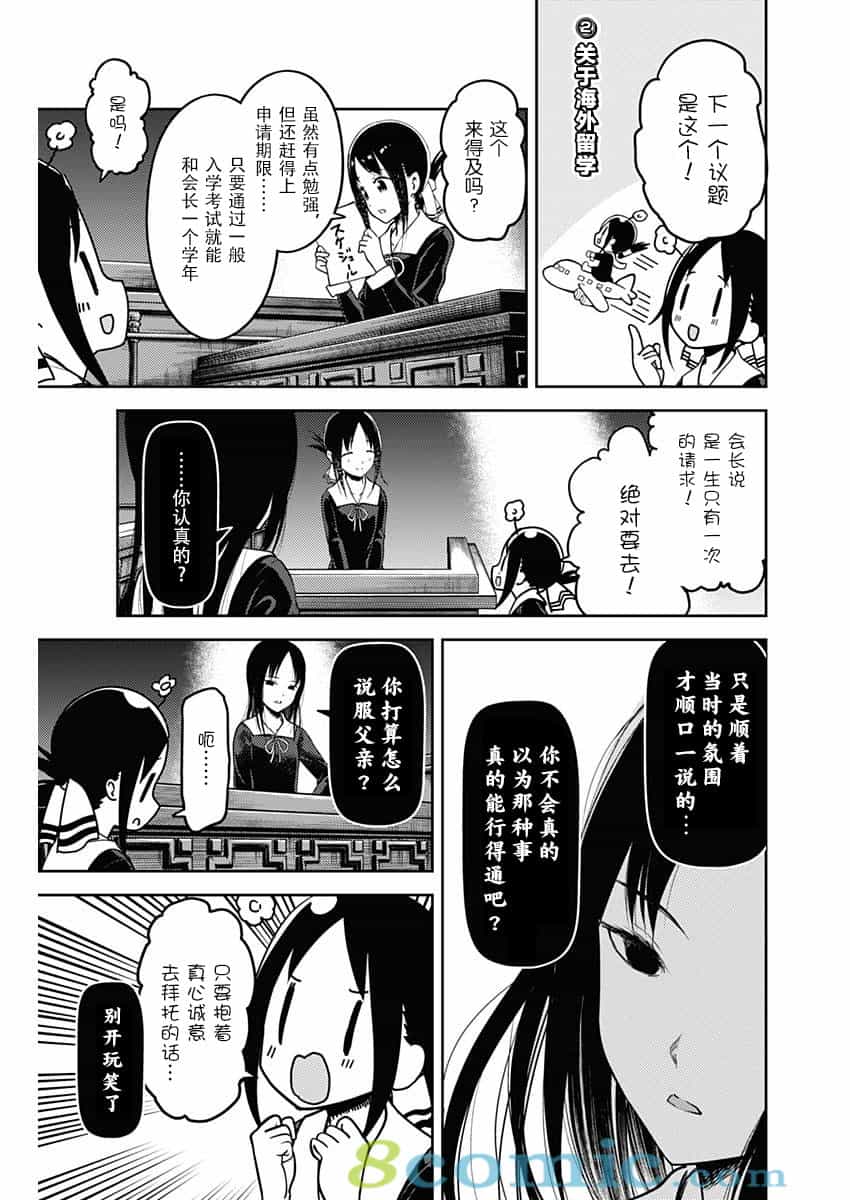 ②关于海外留学
下一个议题
是这个！
这个
来得及吗？
スケジュール
虽然有点勉强，
但还赶得上
申请期限……
只要通过一般
入学考试就能
和会长一个学年
是吗！
会长说
是一生只有一次
的请求！
绝对要去！
……你认真的？
只是顺着
当时的氛围
才顺口一说的…
你不会真的
以为那种事
真的能行得通吧？
你打算怎么
说服父亲？
呃……
只要抱着
真心诚意
去拜托的话…
别开玩笑了
8comic.com